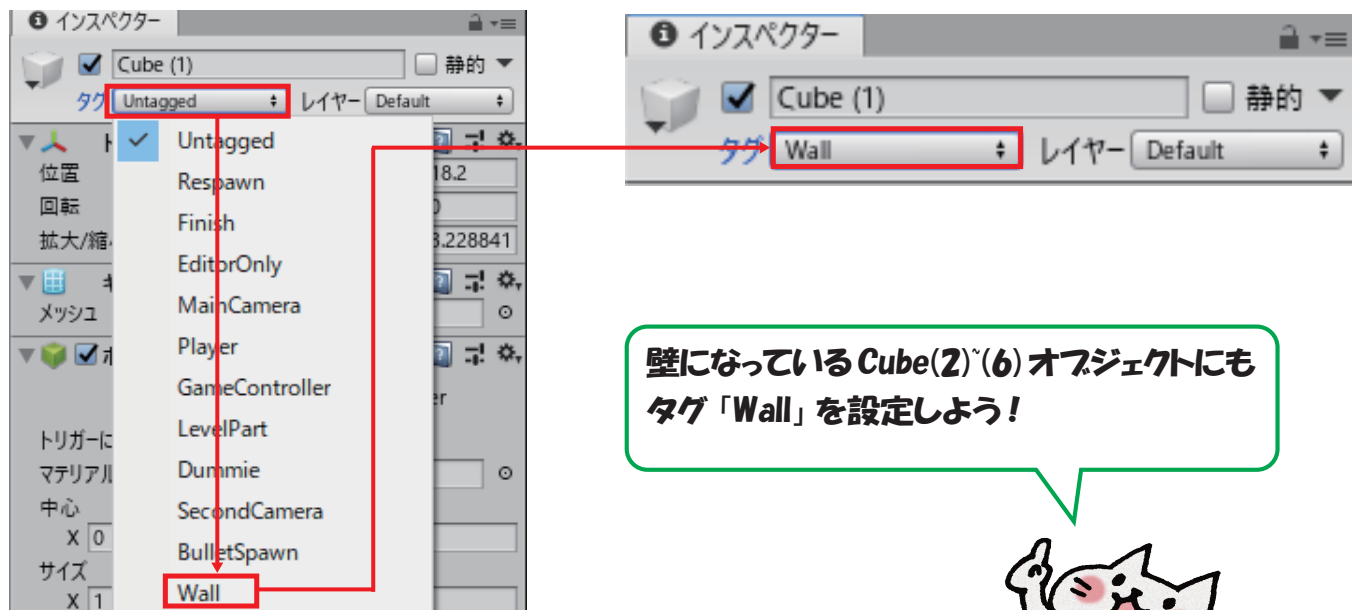 インスペクター
Cube (1)
静的
タグ Untagged
レイヤー Default
Untagged
Respawn
Finish
EditorOnly
MainCamera
Player
GameController
LevelPart
Dummie
SecondCamera
BulletSpawn
Wall
位置
18.2
回転
0
拡大/縮
3.228841
メッシュ
トリガーに
マテリアル
中心
X 0
サイズ
X 1
インスペクター
Cube (1)
静的
タグ Wall
レイヤー Default
壁になっているCube(2)~(6)オブジェクトにも
タグ「Wall」を設定しよう!